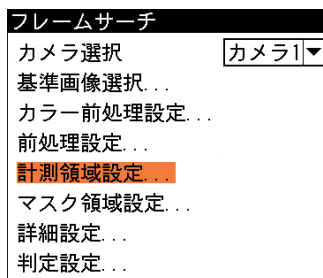 フレームサーチ
カメラ選択 カメラ1▼
基準画像選択...
カラー前処理設定...
前処理設定...
計測領域設定...
マスク領域設定...
詳細設定...
判定設定...